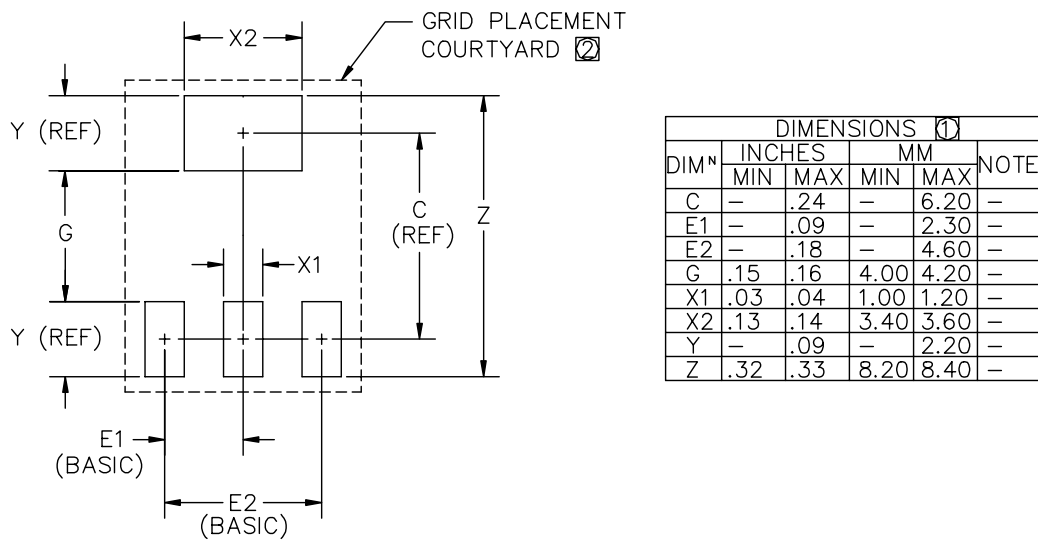 X2
GRID PLACEMENT
COURTYARD 2
Y (REF)
G
C
(REF)
Z
X1
Y (REF)
E1
(BASIC)
E2
(BASIC)
DIMENSIONS 1
DIMᴺ INCHES MM NOTE
MIN MAX MIN MAX
C – .24 – 6.20 –
E1 – .09 – 2.30 –
E2 – .18 – 4.60 –
G .15 .16 4.00 4.20 –
X1 .03 .04 1.00 1.20 –
X2 .13 .14 3.40 3.60 –
Y – .09 – 2.20 –
Z .32 .33 8.20 8.40 –